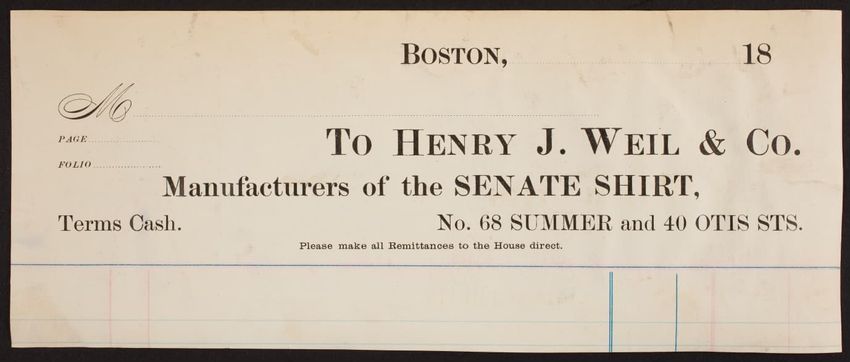 BOSTON, 18
M
PAGE
FOLIO
TO HENRY J. WEIL & CO.
Manufacturers of the SENATE SHIRT,
Terms Cash. No. 68 SUMMER and 40 OTIS STS.
Please make all Remittances to the House direct.